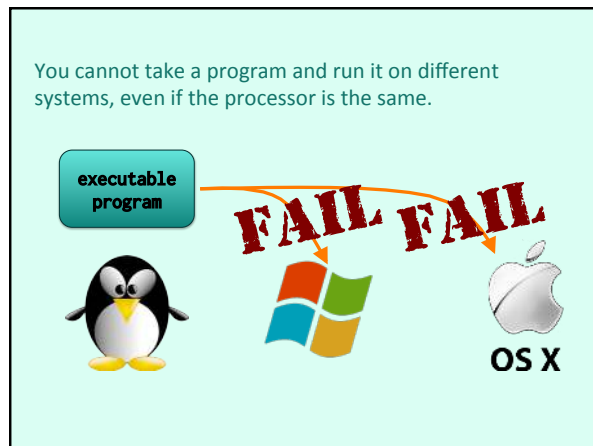 You cannot take a program and run it on different
systems, even if the processor is the same.
executable
program
FAIL
FAIL
OS X